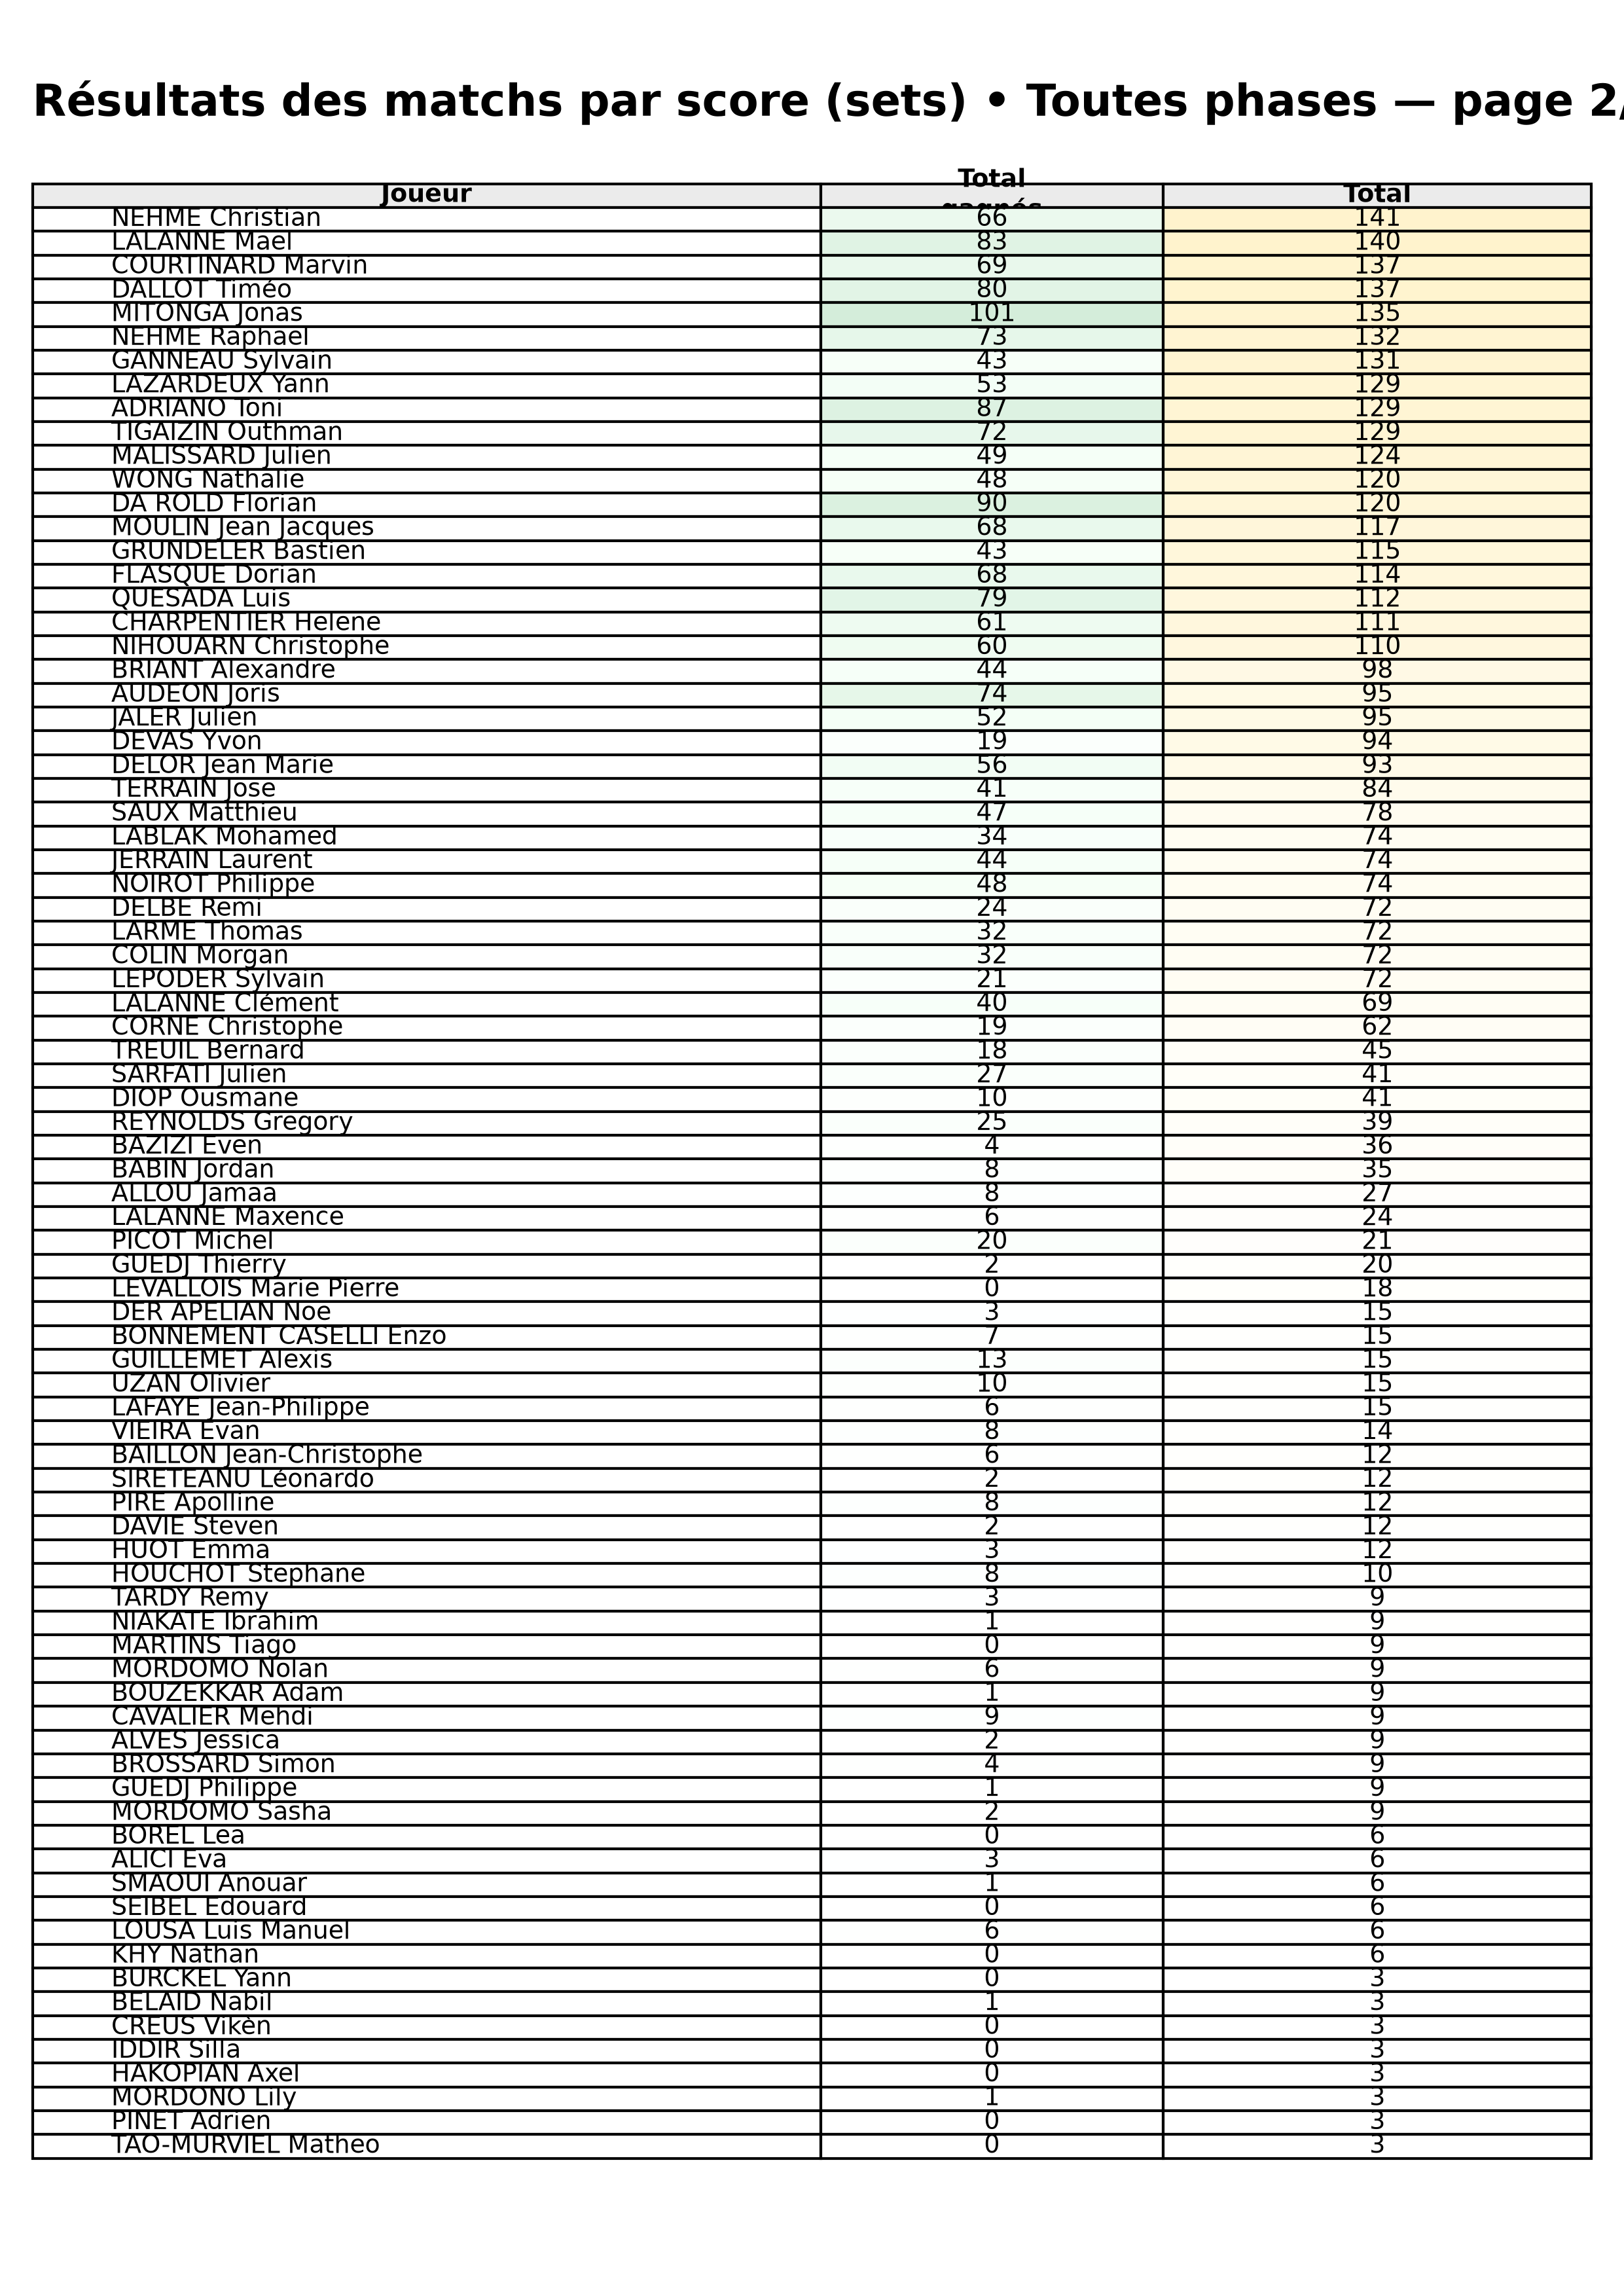 Résultats des matchs par score (sets) • Toutes phases — page 2/
Joueur Total gagnés Total
NEHME Christian 66 141
LALANNE Mael 83 140
COURTINARD Marvin 69 137
DALLOT Timéo 80 137
MITONGA Jonas 101 135
NEHME Raphael 73 132
GANNEAU Sylvain 43 131
LAZARDEUX Yann 53 129
ADRIANO Toni 87 129
TIGAIZIN Outhman 72 129
MALISSARD Julien 49 124
WONG Nathalie 48 120
DA ROLD Florian 90 120
MOULIN Jean Jacques 68 117
GRUNDELER Bastien 43 115
FLASQUE Dorian 68 114
QUESADA Luis 79 112
CHARPENTIER Helene 61 111
NIHOUARN Christophe 60 110
BRIANT Alexandre 44 98
AUDEON Joris 74 95
JALER Julien 52 95
DEVAS Yvon 19 94
DELOR Jean Marie 56 93
TERRAIN Jose 41 84
SAUX Matthieu 47 78
LABLAK Mohamed 34 74
JERRAIN Laurent 44 74
NOIROT Philippe 48 74
DELBE Remi 24 72
LARME Thomas 32 72
COLIN Morgan 32 72
LEPODER Sylvain 21 72
LALANNE Clément 40 69
CORNE Christophe 19 62
TREUIL Bernard 18 45
SARFATI Julien 27 41
DIOP Ousmane 10 41
REYNOLDS Gregory 25 39
BAZIZI Even 4 36
BABIN Jordan 8 35
ALLOU Jamaa 8 27
LALANNE Maxence 6 24
PICOT Michel 20 21
GUEDJ Thierry 2 20
LEVALLOIS Marie Pierre 0 18
DER APELIAN Noe 3 15
BONNEMENT CASELLI Enzo 7 15
GUILLEMET Alexis 13 15
UZAN Olivier 10 15
LAFAYE Jean-Philippe 6 15
VIEIRA Evan 8 14
BAILLON Jean-Christophe 6 12
SIRETEANU Léonardo 2 12
PIRE Apolline 8 12
DAVIE Steven 2 12
HUOT Emma 3 12
HOUCHOT Stephane 8 10
TARDY Remy 3 9
NIAKATE Ibrahim 1 9
MARTINS Tiago 0 9
MORDOMO Nolan 6 9
BOUZEKKAR Adam 1 9
CAVALIER Mehdi 9 9
ALVES Jessica 2 9
BROSSARD Simon 4 9
GUEDJ Philippe 1 9
MORDOMO Sasha 2 9
BOREL Lea 0 6
ALICI Eva 3 6
SMAOUI Anouar 1 6
SEIBEL Edouard 0 6
LOUSA Luis Manuel 6 6
KHY Nathan 0 6
BURCKEL Yann 0 3
BELAID Nabil 1 3
CREUS Vikèn 0 3
IDDIR Silla 0 3
HAKOPIAN Axel 0 3
MORDONO Lily 1 3
PINET Adrien 0 3
TAO-MURVIEL Matheo 0 3